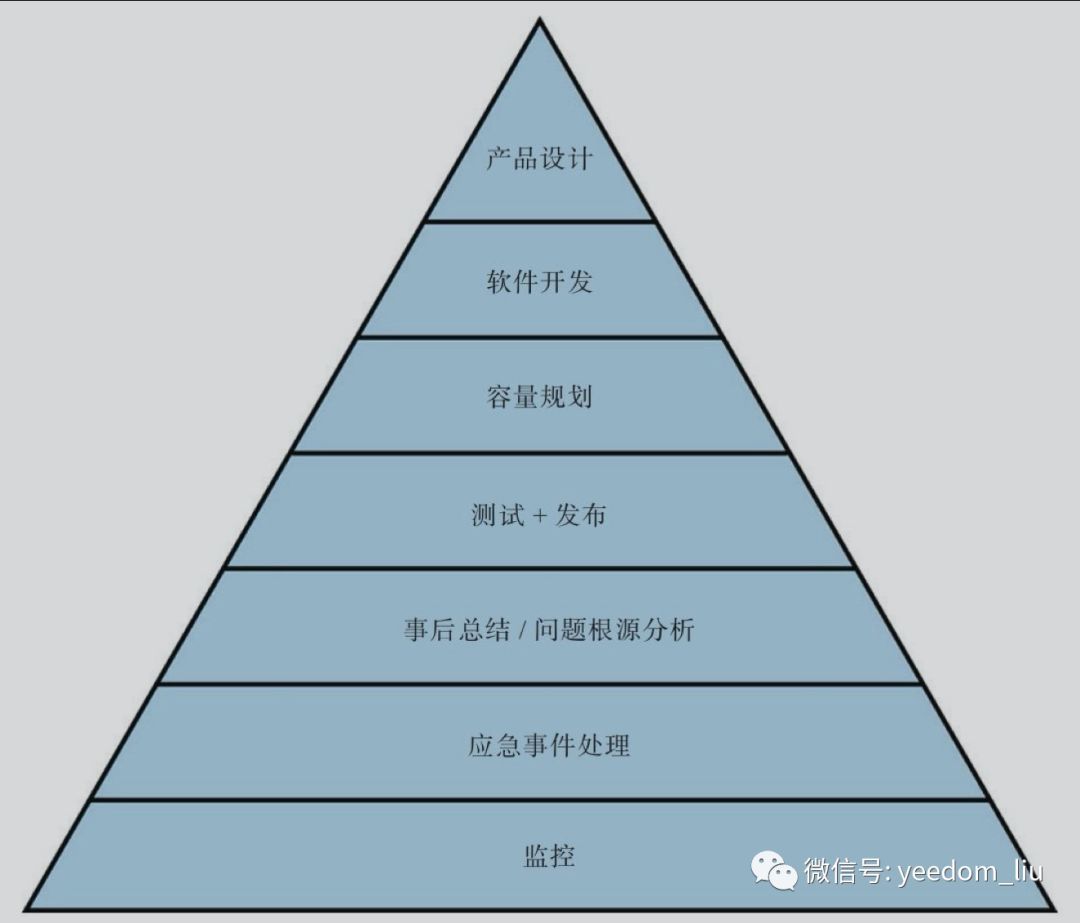 产品设计
软件开发
容量规划
测试 + 发布
事后总结 / 问题根源分析
应急事件处理
监控
微信号: yeedom_liu